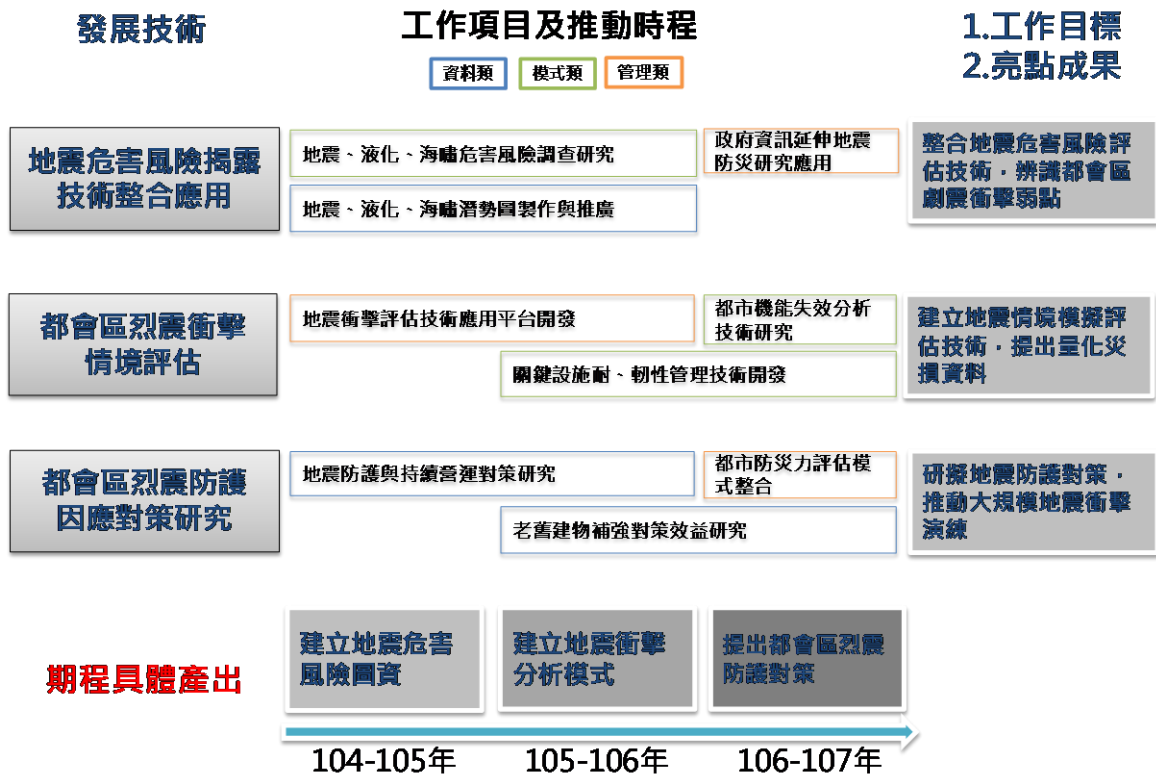 發展技術
工作項目及推動時程
1.工作目標
2.亮點成果
資料類
模式類
管理類
地震危害風險揭露
技術整合應用
地震、液化、海嘯危害風險調查研究
政府資訊延伸地震
防災研究應用
地震、液化、海嘯潛勢圖製作與推廣
整合地震危害風險評
估技術，辨識都會區
劇震衝擊弱點
都會區烈震衝擊
情境評估
地震衝擊評估技術應用平台開發
都市機能失效分析
技術研究
關鍵設施耐、韌性管理技術開發
建立地震情境模擬評
估技術，提出量化災
損資料
都會區烈震防護
因應對策研究
地震防護與持續營運對策研究
都市防災力評估模
式整合
老舊建物補強對策效益研究
研擬地震防護對策，
推動大規模地震衝擊
演練
期程具體產出
建立地震危害
風險圖資
建立地震衝擊
分析模式
提出都會區烈震
防護對策
104-105年
105-106年
106-107年